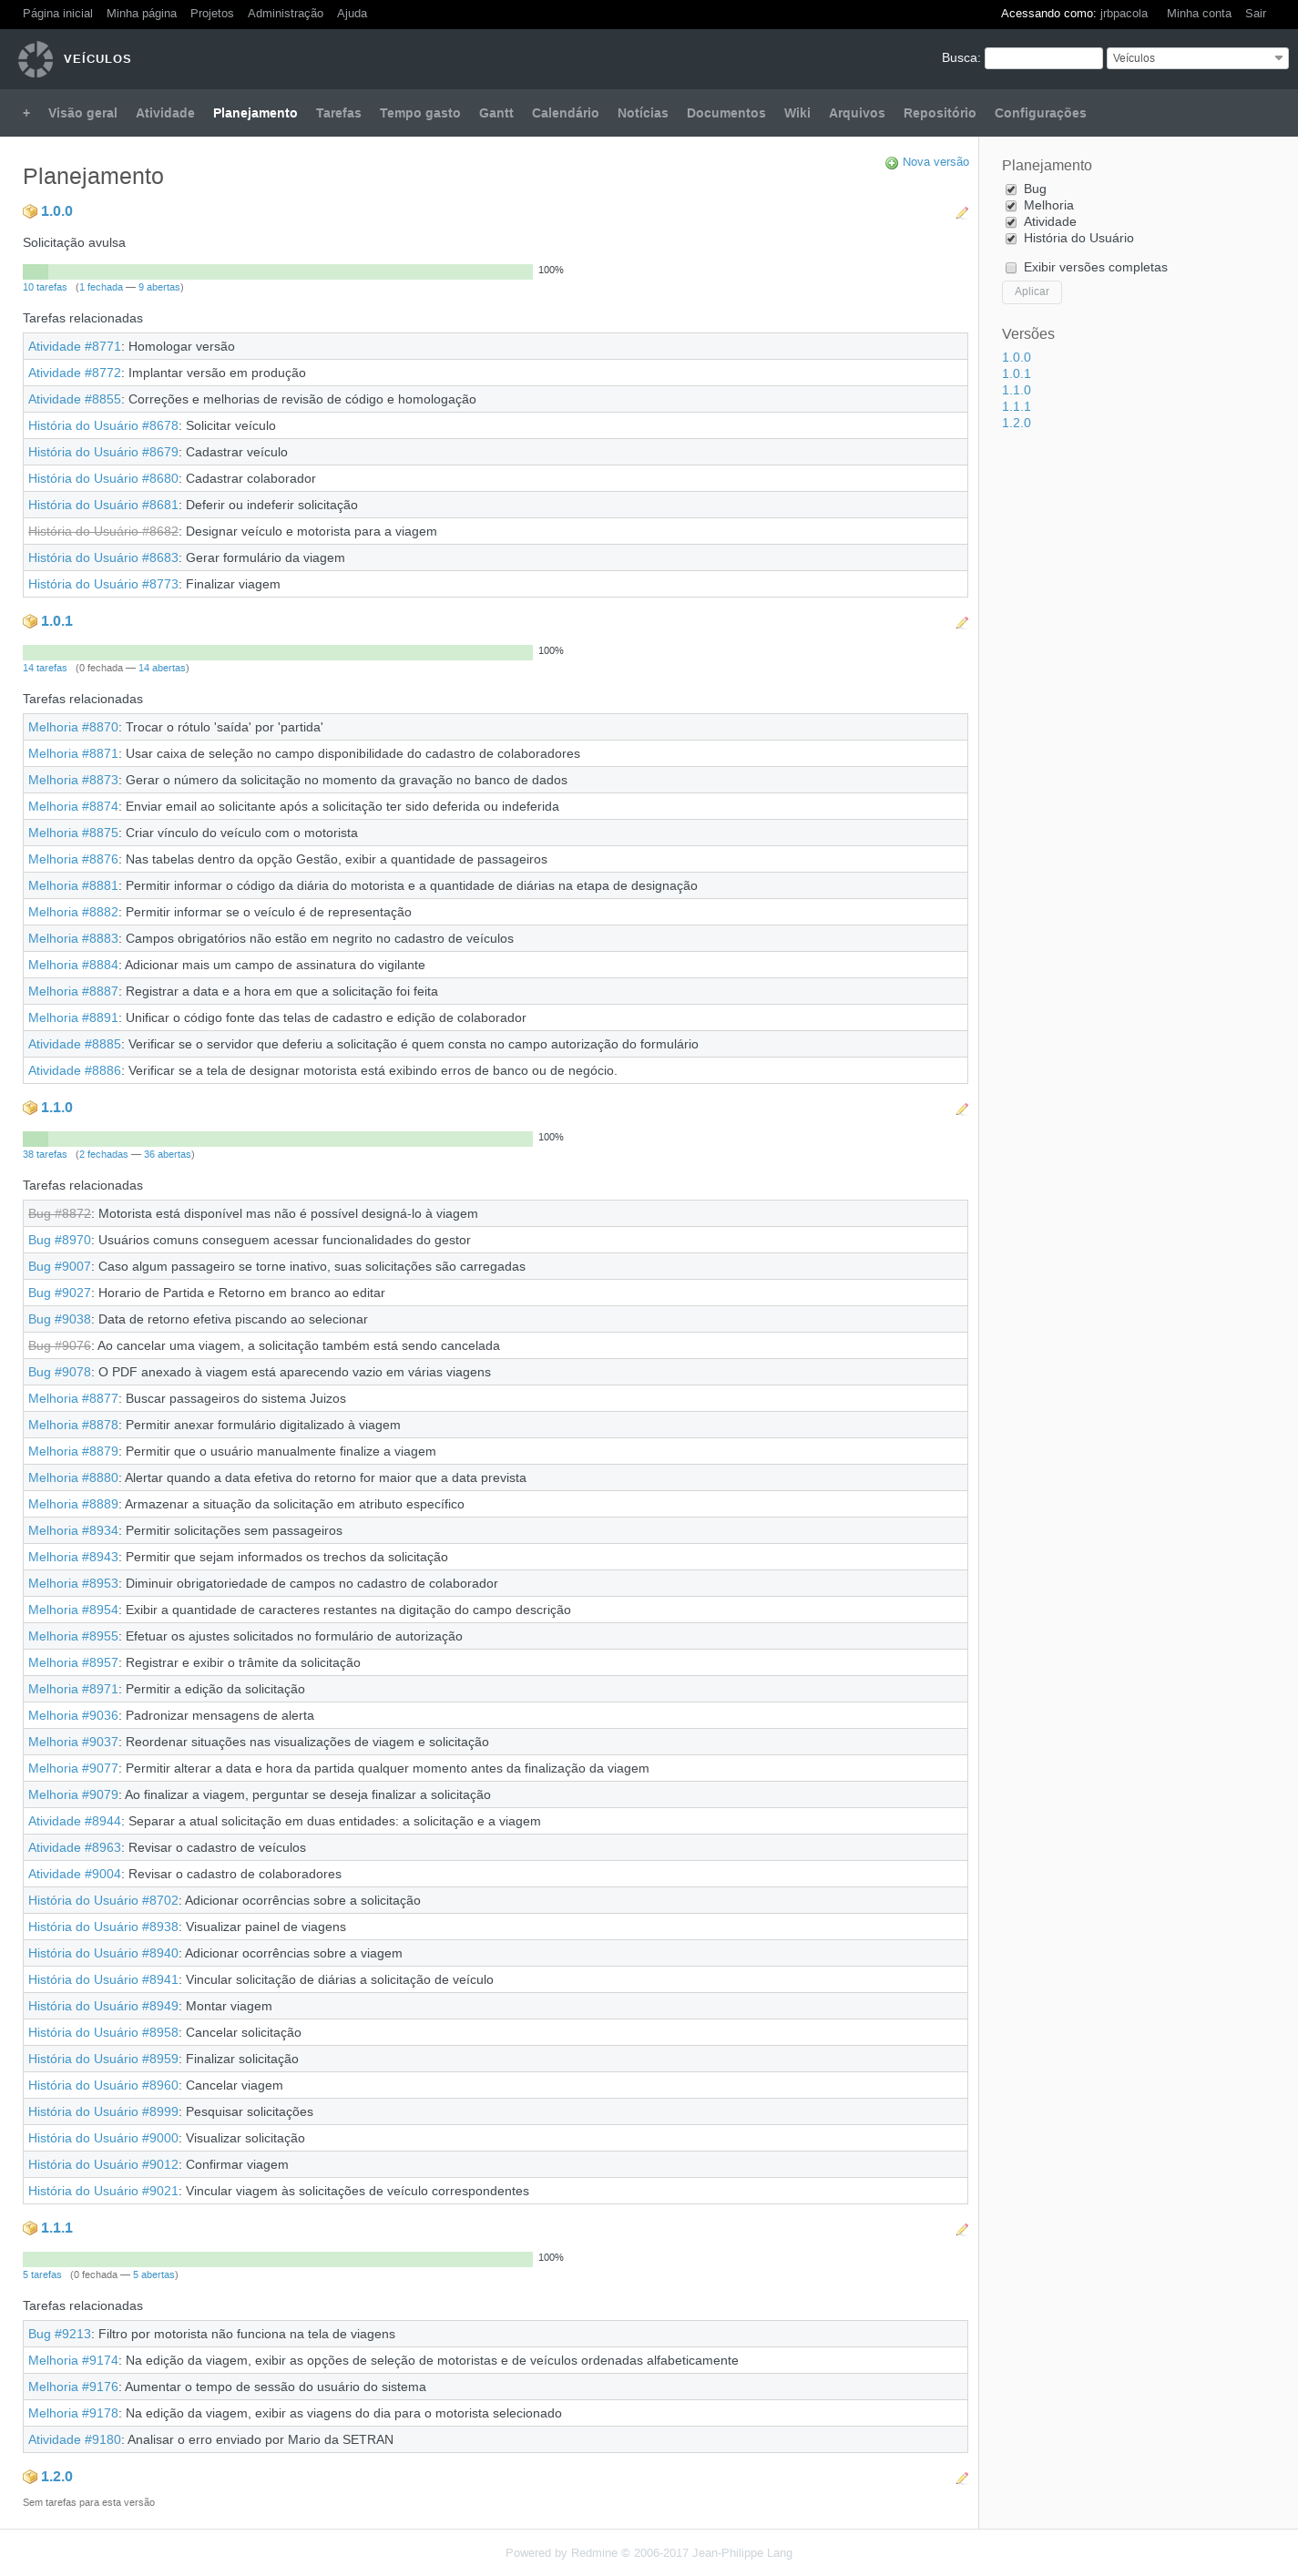 Página inicial Minha página Projetos Administração Ajuda Acessando como: jrbpacola Minha conta Sair
VEÍCULOS Busca: Veículos
+ Visão geral Atividade Planejamento Tarefas Tempo gasto Gantt Calendário Notícias Documentos Wiki Arquivos Repositório Configurações
Nova versão
Planejamento
1.0.0
Solicitação avulsa
100%
10 tarefas (1 fechada — 9 abertas)
Tarefas relacionadas
Atividade #8771: Homologar versão
Atividade #8772: Implantar versão em produção
Atividade #8855: Correções e melhorias de revisão de código e homologação
História do Usuário #8678: Solicitar veículo
História do Usuário #8679: Cadastrar veículo
História do Usuário #8680: Cadastrar colaborador
História do Usuário #8681: Deferir ou indeferir solicitação
História do Usuário #8682: Designar veículo e motorista para a viagem
História do Usuário #8683: Gerar formulário da viagem
História do Usuário #8773: Finalizar viagem
1.0.1
100%
14 tarefas (0 fechada — 14 abertas)
Tarefas relacionadas
Melhoria #8870: Trocar o rótulo 'saída' por 'partida'
Melhoria #8871: Usar caixa de seleção no campo disponibilidade do cadastro de colaboradores
Melhoria #8873: Gerar o número da solicitação no momento da gravação no banco de dados
Melhoria #8874: Enviar email ao solicitante após a solicitação ter sido deferida ou indeferida
Melhoria #8875: Criar vínculo do veículo com o motorista
Melhoria #8876: Nas tabelas dentro da opção Gestão, exibir a quantidade de passageiros
Melhoria #8881: Permitir informar o código da diária do motorista e a quantidade de diárias na etapa de designação
Melhoria #8882: Permitir informar se o veículo é de representação
Melhoria #8883: Campos obrigatórios não estão em negrito no cadastro de veículos
Melhoria #8884: Adicionar mais um campo de assinatura do vigilante
Melhoria #8887: Registrar a data e a hora em que a solicitação foi feita
Melhoria #8891: Unificar o código fonte das telas de cadastro e edição de colaborador
Atividade #8885: Verificar se o servidor que deferiu a solicitação é quem consta no campo autorização do formulário
Atividade #8886: Verificar se a tela de designar motorista está exibindo erros de banco ou de negócio.
1.1.0
100%
38 tarefas (2 fechadas — 36 abertas)
Tarefas relacionadas
Bug #8872: Motorista está disponível mas não é possível designá-lo à viagem
Bug #8970: Usuários comuns conseguem acessar funcionalidades do gestor
Bug #9007: Caso algum passageiro se torne inativo, suas solicitações são carregadas
Bug #9027: Horario de Partida e Retorno em branco ao editar
Bug #9038: Data de retorno efetiva piscando ao selecionar
Bug #9076: Ao cancelar uma viagem, a solicitação também está sendo cancelada
Bug #9078: O PDF anexado à viagem está aparecendo vazio em várias viagens
Melhoria #8877: Buscar passageiros do sistema Juizos
Melhoria #8878: Permitir anexar formulário digitalizado à viagem
Melhoria #8879: Permitir que o usuário manualmente finalize a viagem
Melhoria #8880: Alertar quando a data efetiva do retorno for maior que a data prevista
Melhoria #8889: Armazenar a situação da solicitação em atributo específico
Melhoria #8934: Permitir solicitações sem passageiros
Melhoria #8943: Permitir que sejam informados os trechos da solicitação
Melhoria #8953: Diminuir obrigatoriedade de campos no cadastro de colaborador
Melhoria #8954: Exibir a quantidade de caracteres restantes na digitação do campo descrição
Melhoria #8955: Efetuar os ajustes solicitados no formulário de autorização
Melhoria #8957: Registrar e exibir o trâmite da solicitação
Melhoria #8971: Permitir a edição da solicitação
Melhoria #9036: Padronizar mensagens de alerta
Melhoria #9037: Reordenar situações nas visualizações de viagem e solicitação
Melhoria #9077: Permitir alterar a data e hora da partida qualquer momento antes da finalização da viagem
Melhoria #9079: Ao finalizar a viagem, perguntar se deseja finalizar a solicitação
Atividade #8944: Separar a atual solicitação em duas entidades: a solicitação e a viagem
Atividade #8963: Revisar o cadastro de veículos
Atividade #9004: Revisar o cadastro de colaboradores
História do Usuário #8702: Adicionar ocorrências sobre a solicitação
História do Usuário #8938: Visualizar painel de viagens
História do Usuário #8940: Adicionar ocorrências sobre a viagem
História do Usuário #8941: Vincular solicitação de diárias a solicitação de veículo
História do Usuário #8949: Montar viagem
História do Usuário #8958: Cancelar solicitação
História do Usuário #8959: Finalizar solicitação
História do Usuário #8960: Cancelar viagem
História do Usuário #8999: Pesquisar solicitações
História do Usuário #9000: Visualizar solicitação
História do Usuário #9012: Confirmar viagem
História do Usuário #9021: Vincular viagem às solicitações de veículo correspondentes
1.1.1
100%
5 tarefas (0 fechada — 5 abertas)
Tarefas relacionadas
Bug #9213: Filtro por motorista não funciona na tela de viagens
Melhoria #9174: Na edição da viagem, exibir as opções de seleção de motoristas e de veículos ordenadas alfabeticamente
Melhoria #9176: Aumentar o tempo de sessão do usuário do sistema
Melhoria #9178: Na edição da viagem, exibir as viagens do dia para o motorista selecionado
Atividade #9180: Analisar o erro enviado por Mario da SETRAN
1.2.0
Sem tarefas para esta versão
Planejamento
Bug
Melhoria
Atividade
História do Usuário
Exibir versões completas
Aplicar
Versões
1.0.0
1.0.1
1.1.0
1.1.1
1.2.0
Powered by Redmine © 2006-2017 Jean-Philippe Lang